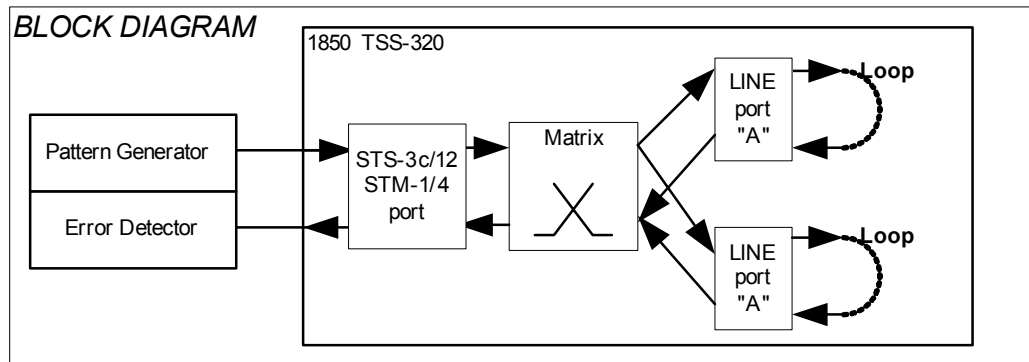 BLOCK DIAGRAM
1850 TSS-320
Pattern Generator
Error Detector
STS-3c/12
STM-1/4
port
Matrix
LINE
port
"A"
Loop
LINE
port
"A"
Loop